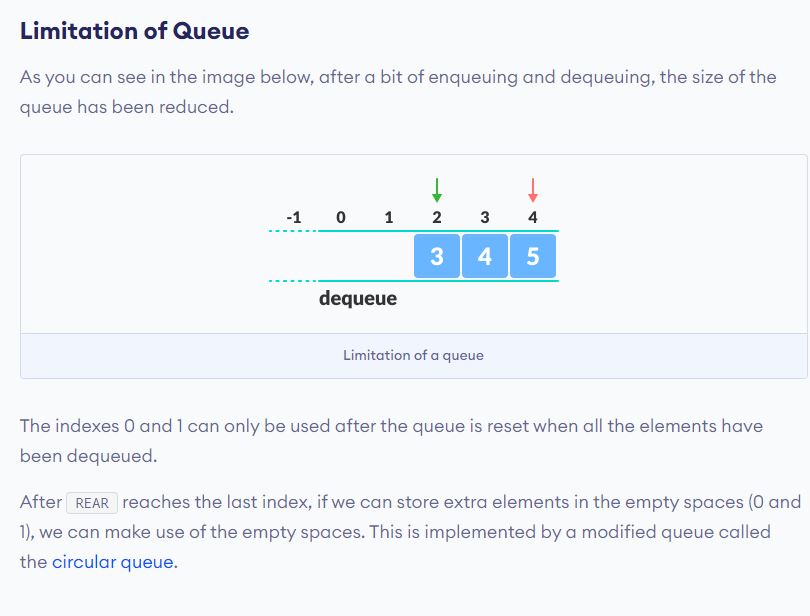 Limitation of Queue
As you can see in the image below, after a bit of enqueuing and dequeuing, the size of the
queue has been reduced.
-1 0 1 2 3 4
3 4 5
dequeue
Limitation of a queue
The indexes 0 and 1 can only be used after the queue is reset when all the elements have
been dequeued.
After REAR reaches the last index, if we can store extra elements in the empty spaces (0 and
1), we can make use of the empty spaces. This is implemented by a modified queue called
the circular queue.